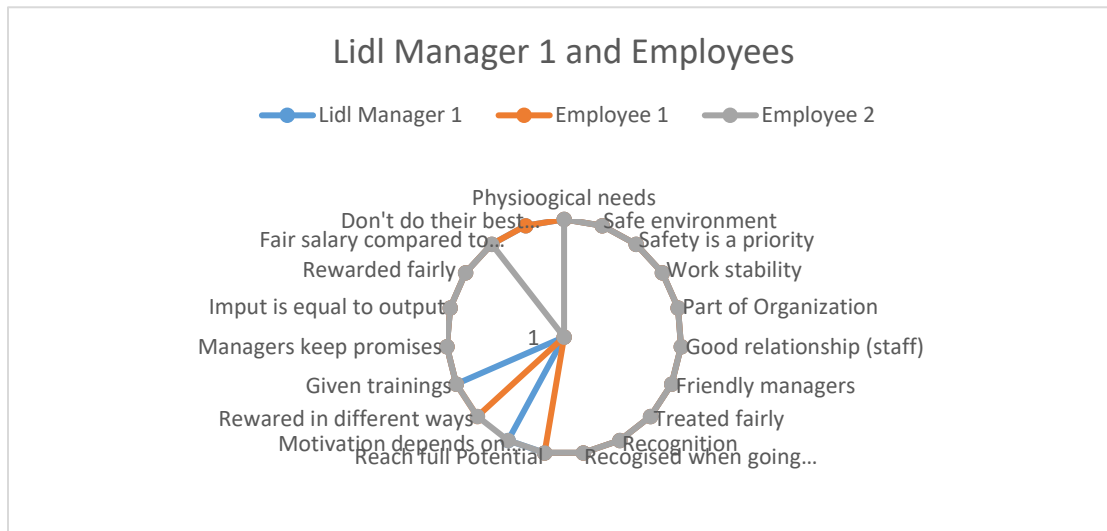 Lidl Manager 1 and Employees
Lidl Manager 1 Employee 1 Employee 2
Physioogical needs
Don't do their best...
Safe environment
Fair salary compared to...
Safety is a priority
Rewarded fairly
Work stability
Imput is equal to output
Part of Organization
1
Managers keep promises
Good relationship (staff)
Given trainings
Friendly managers
Rewared in different ways
Treated fairly
Motivation depends on...
Recognition
Reach full Potential
Recogised when going...